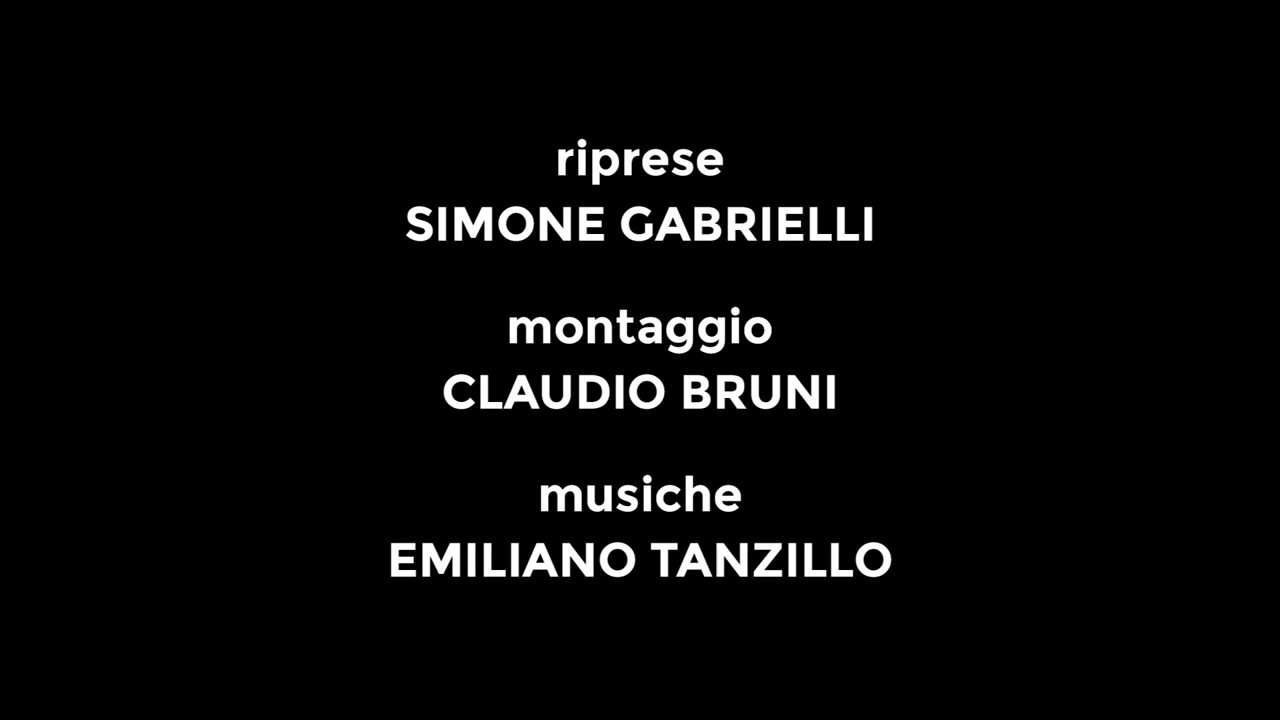 riprese
SIMONE GABRIELLI
montaggio
CLAUDIO BRUNI
musiche
EMILIANO TANZILLO